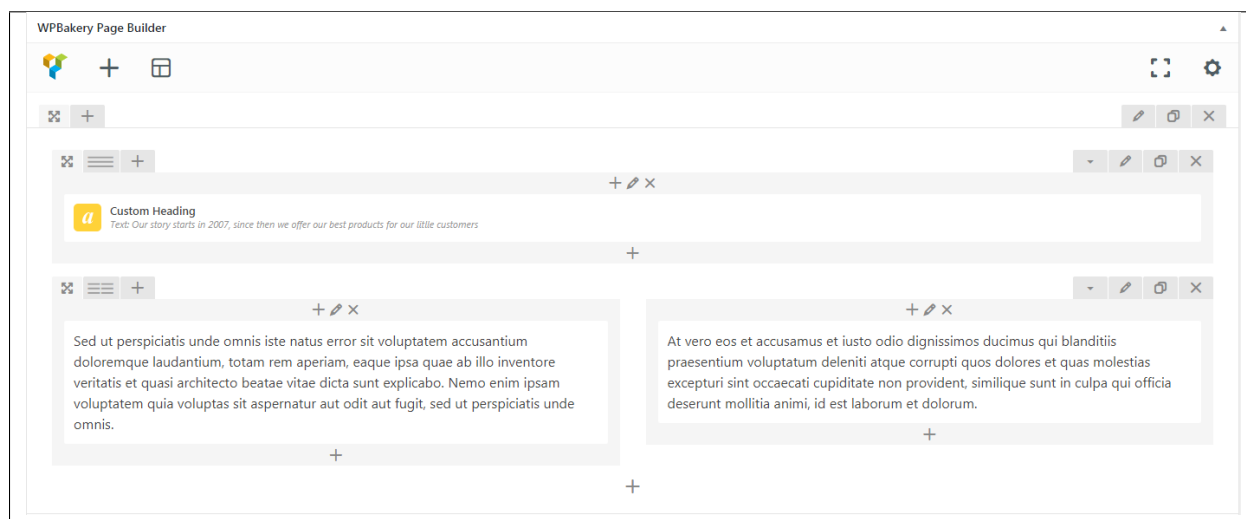 WPBakery Page Builder
a Custom Heading
Text: Our story starts in 2007, since then we offer our best products for our little customers
Sed ut perspiciatis unde omnis iste natus error sit voluptatem accusantium
doloremque laudantium, totam rem aperiam, eaque ipsa quae ab illo inventore
veritatis et quasi architecto beatae vitae dicta sunt explicabo. Nemo enim ipsam
voluptatem quia voluptas sit aspernatur aut odit aut fugit, sed ut perspiciatis unde
omnis.
At vero eos et accusamus et iusto odio dignissimos ducimus qui blanditiis
praesentium voluptatum deleniti atque corrupti quos dolores et quas molestias
excepturi sint occaecati cupiditate non provident, similique sunt in culpa qui officia
deserunt mollitia animi, id est laborum et dolorum.